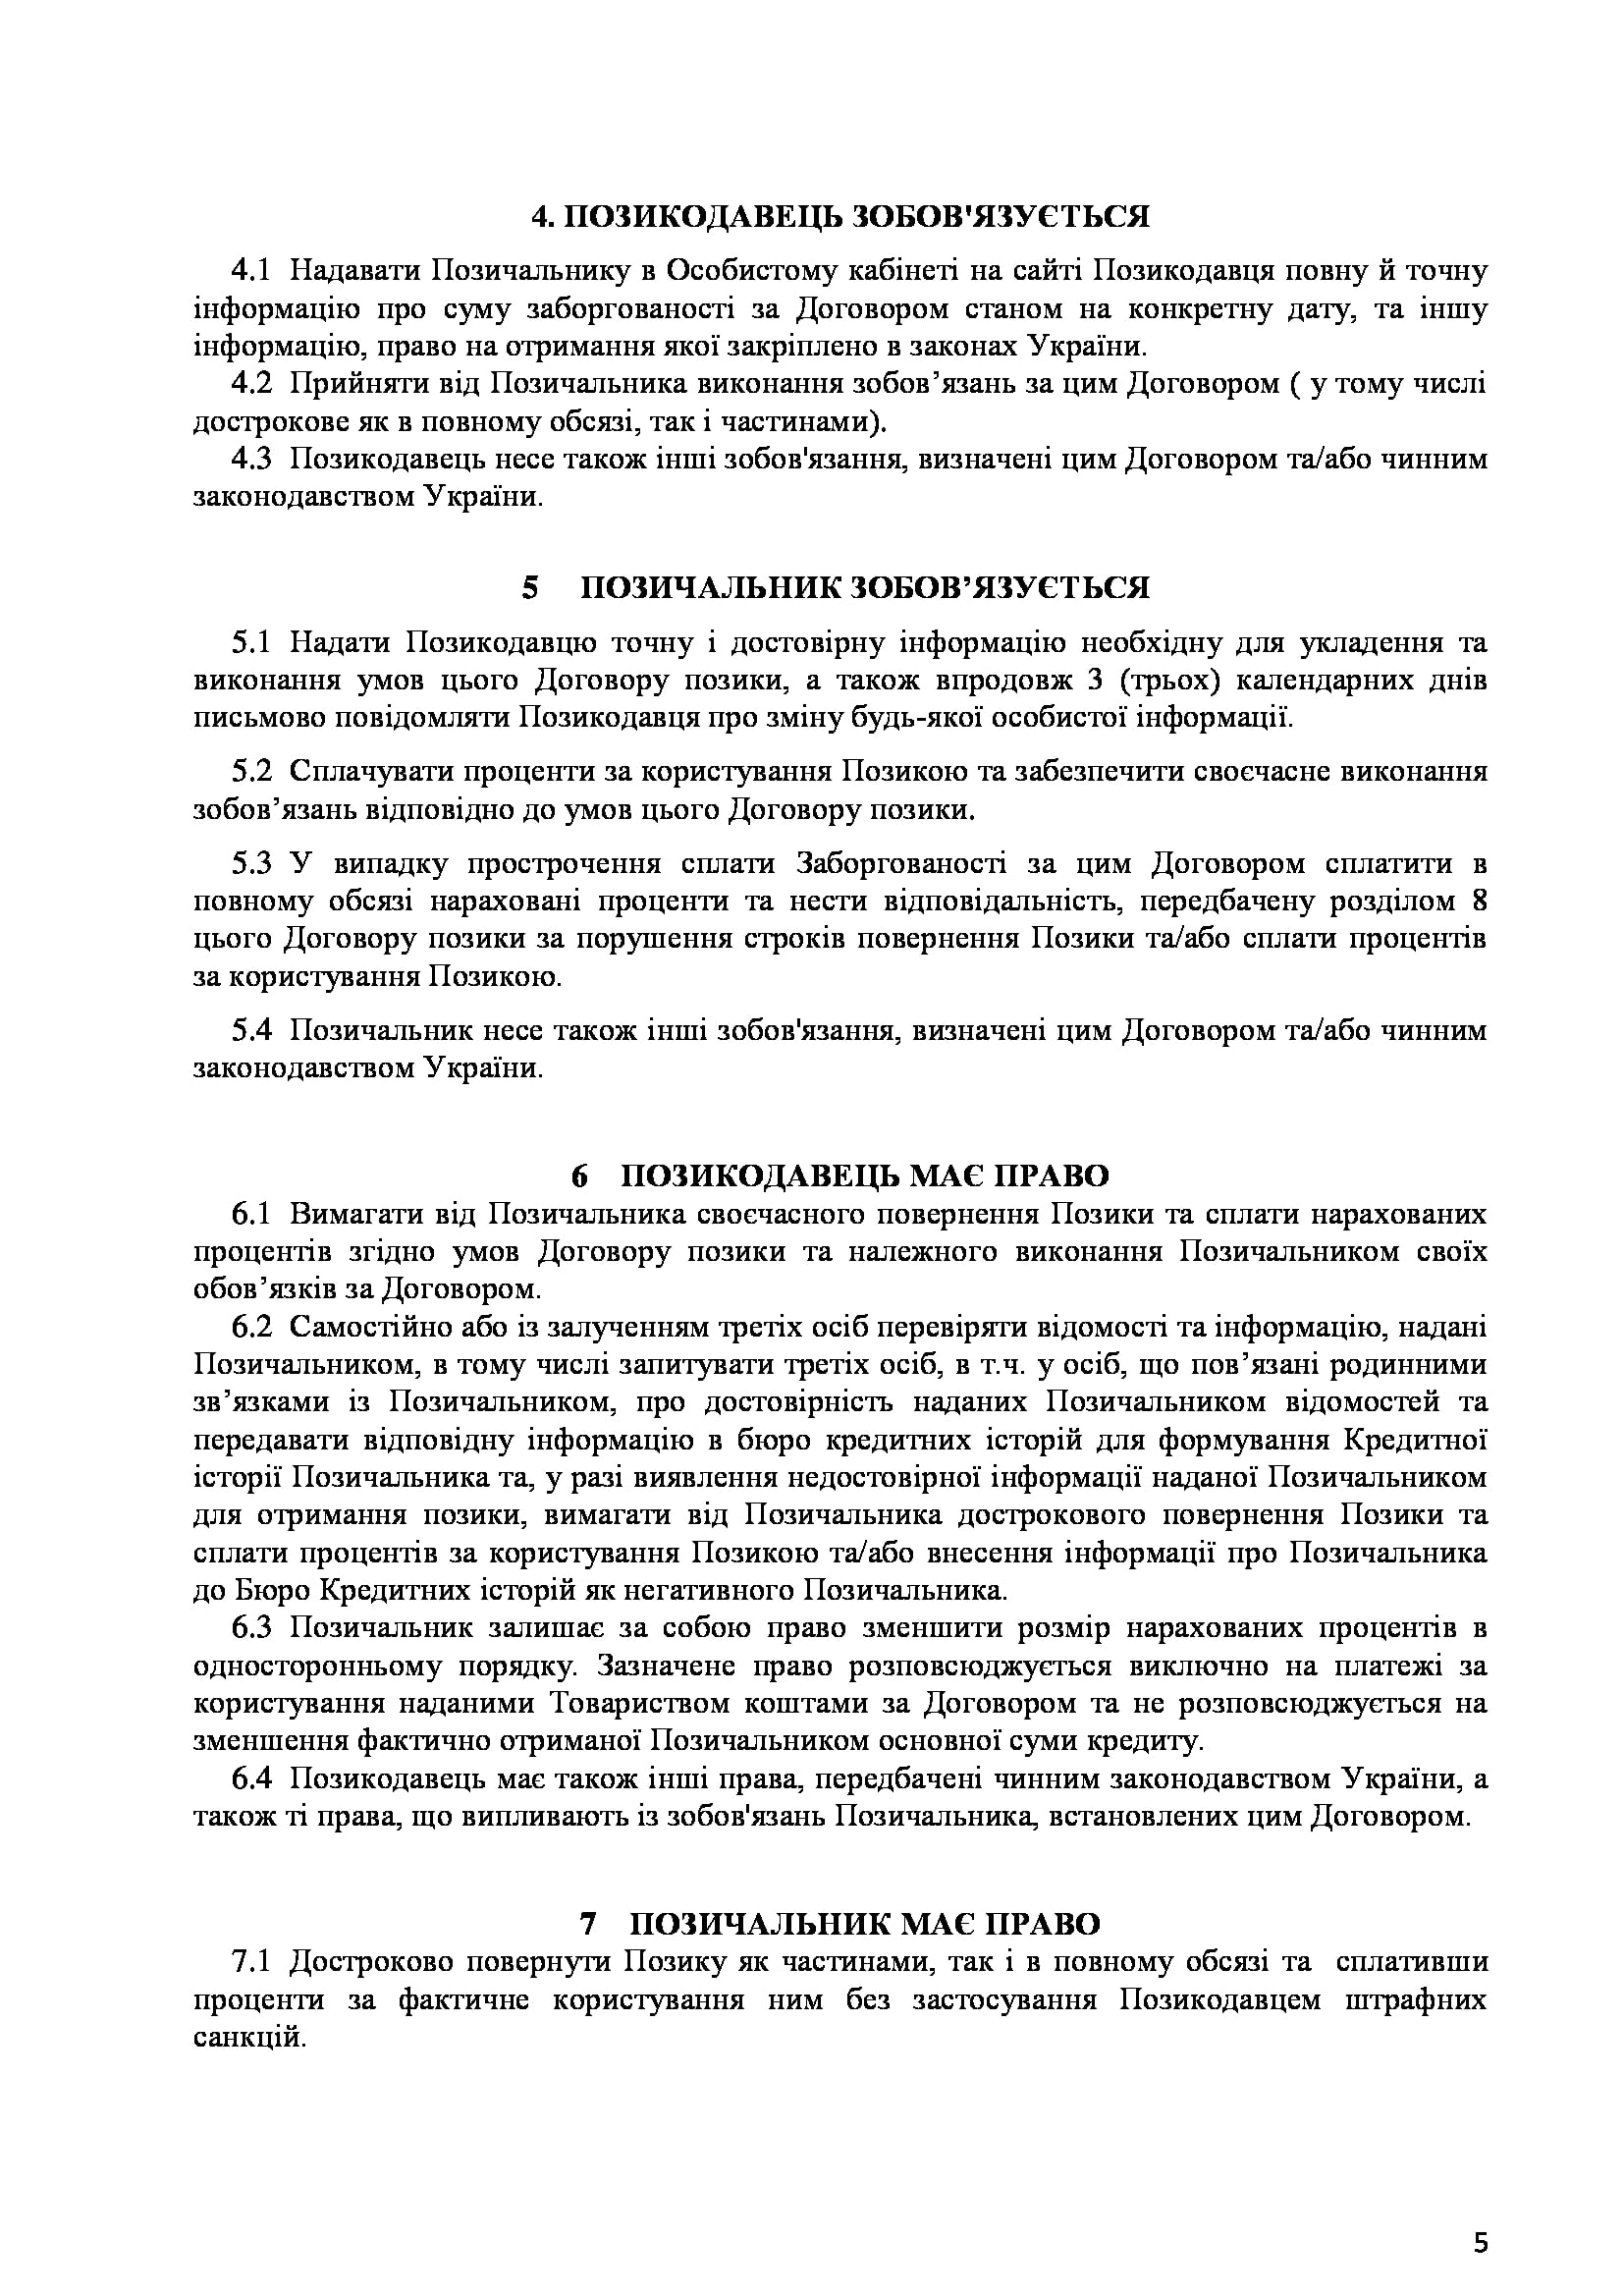 4. ПОЗИКОДАВЕЦЬ ЗОБОВ'ЯЗУЄТЬСЯ
4.1 Надавати Позичальнику в Особистому кабінеті на сайті Позикодавця повну й точну
інформацію про суму заборгованості за Договором станом на конкретну дату, та іншу
інформацію, право на отримання якої закріплено в законах України.
4.2 Прийняти від Позичальника виконання зобов’язань за цим Договором ( у тому числі
дострокове як в повному обсязі, так і частинами).
4.3 Позикодавець несе також інші зобов'язання, визначені цим Договором та/або чинним
законодавством України.
5 ПОЗИЧАЛЬНИК ЗОБОВ’ЯЗУЄТЬСЯ
5.1 Надати Позикодавцю точну і достовірну інформацію необхідну для укладення та
виконання умов цього Договору позики, а також впродовж 3 (трьох) календарних днів
письмово повідомляти Позикодавця про зміну будь-якої особистої інформації.
5.2 Сплачувати проценти за користування Позикою та забезпечити своєчасне виконання
зобов’язань відповідно до умов цього Договору позики.
5.3 У випадку прострочення сплати Заборгованості за цим Договором сплатити в
повному обсязі нараховані проценти та нести відповідальність, передбачену розділом 8
цього Договору позики за порушення строків повернення Позики та/або сплати процентів
за користування Позикою.
5.4 Позичальник несе також інші зобов'язання, визначені цим Договором та/або чинним
законодавством України.
6 ПОЗИКОДАВЕЦЬ МАЄ ПРАВО
6.1 Вимагати від Позичальника своєчасного повернення Позики та сплати нарахованих
процентів згідно умов Договору позики та належного виконання Позичальником своїх
обов’язків за Договором.
6.2 Самостійно або із залученням третіх осіб перевіряти відомості та інформацію, надані
Позичальником, в тому числі запитувати третіх осіб, в т.ч. у осіб, що пов’язані родинними
зв’язками із Позичальником, про достовірність наданих Позичальником відомостей та
передавати відповідну інформацію в бюро кредитних історій для формування Кредитної
історії Позичальника та, у разі виявлення недостовірної інформації наданої Позичальником
для отримання позики, вимагати від Позичальника дострокового повернення Позики та
сплати процентів за користування Позикою та/або внесення інформації про Позичальника
до Бюро Кредитних історій як негативного Позичальника.
6.3 Позичальник залишає за собою право зменшити розмір нарахованих процентів в
односторонньому порядку. Зазначене право розповсюджується виключно на платежі за
користування наданими Товариством коштами за Договором та не розповсюджується на
зменшення фактично отриманої Позичальником основної суми кредиту.
6.4 Позикодавець має також інші права, передбачені чинним законодавством України, а
також ті права, що випливають із зобов'язань Позичальника, встановлених цим Договором.
7 ПОЗИЧАЛЬНИК МАЄ ПРАВО
7.1 Достроково повернути Позику як частинами, так і в повному обсязі та сплативши
проценти за фактичне користування ним без застосування Позикодавцем штрафних
санкцій.
5